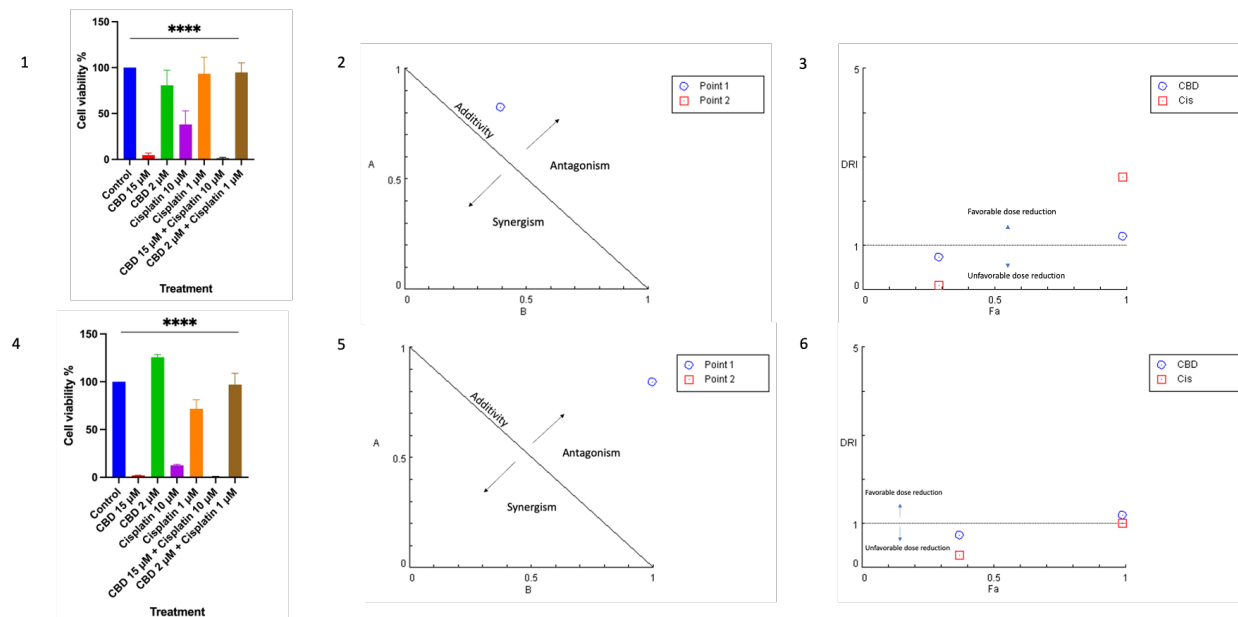 1
150
100
50
0
Cell viability %
****
Control
CBD 15 µM
CBD 2 µM
Cisplatin 10 µM
Cisplatin 1 µM
CBD 15 µM + Cisplatin 10 µM
CBD 2 µM + Cisplatin 1 µM
Treatment
2
1
A
0.5
0
0
0.5
1
B
Additivity
Antagonism
Synergism
Point 1
Point 2
3
5
DRI
1
0
0
0.5
1
Fa
Favorable dose reduction
Unfavorable dose reduction
CBD
Cis
4
150
100
50
0
Cell viability %
****
Control
CBD 15 µM
CBD 2 µM
Cisplatin 10 µM
Cisplatin 1 µM
CBD 15 µM + Cisplatin 10 µM
CBD 2 µM + Cisplatin 1 µM
Treatment
5
1
A
0.5
0
0
0.5
1
B
Additivity
Antagonism
Synergism
Point 1
Point 2
6
5
DRI
1
0
0
0.5
1
Fa
Favorable dose reduction
Unfavorable dose reduction
CBD
Cis